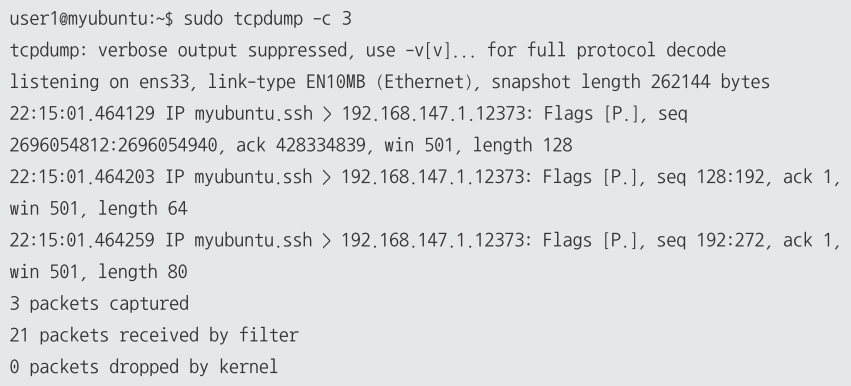 user1@myubuntu:~$ sudo tcpdump -c 3
tcpdump: verbose output suppressed, use -v[v]... for full protocol decode
listening on ens33, link-type EN10MB (Ethernet), snapshot length 262144 bytes
22:15:01.464129 IP myubuntu.ssh > 192.168.147.1.12373: Flags [P.], seq
2696054812:2696054940, ack 428334839, win 501, length 128
22:15:01.464203 IP myubuntu.ssh > 192.168.147.1.12373: Flags [P.], seq 128:192, ack 1,
win 501, length 64
22:15:01.464259 IP myubuntu.ssh > 192.168.147.1.12373: Flags [P.], seq 192:272, ack 1,
win 501, length 80
3 packets captured
21 packets received by filter
0 packets dropped by kernel